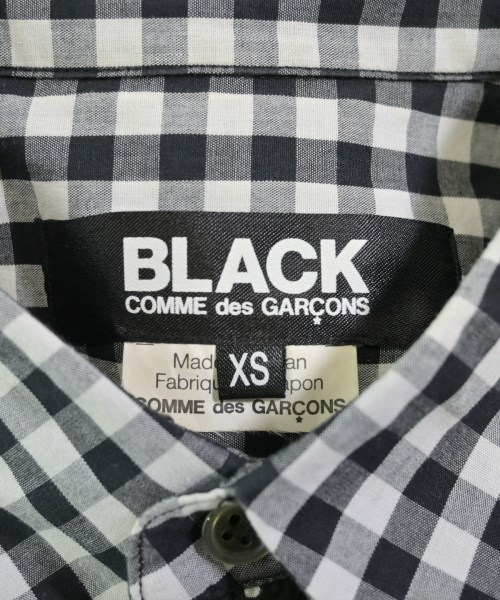 BLACK
COMME des GARÇONS
XS
Made
Fabriqu
COMME des GARÇONS